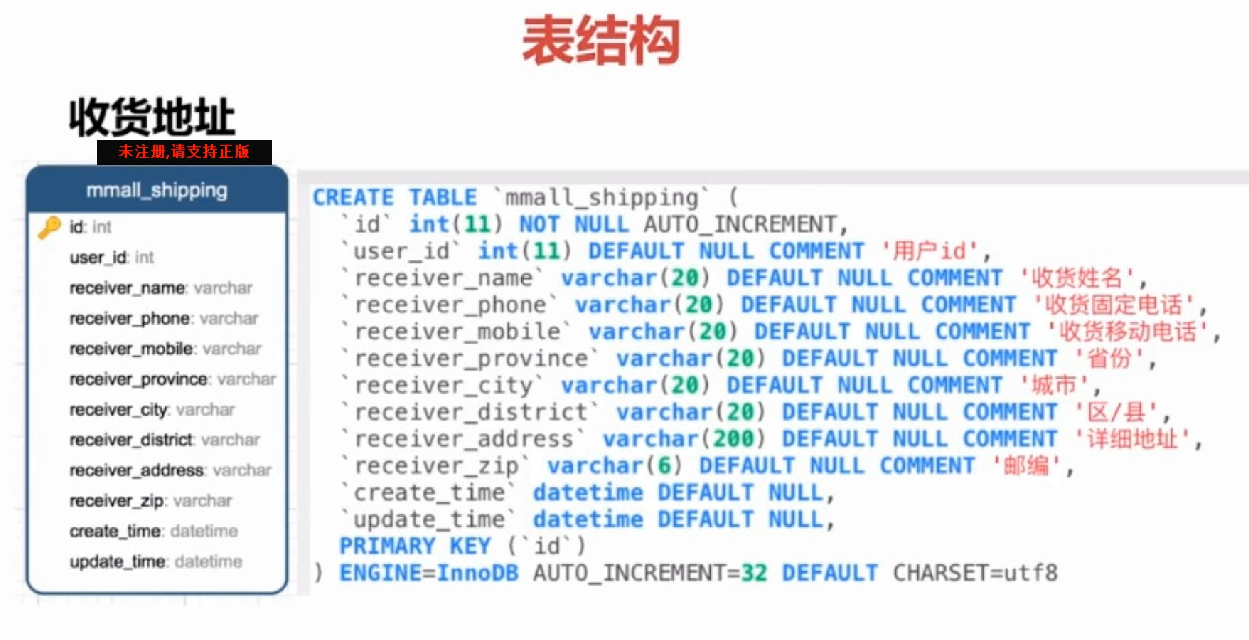 表结构
收货地址
未注册,请支持正版
mmall_shipping
id: int
user_id: int
receiver_name: varchar
receiver_phone: varchar
receiver_mobile: varchar
receiver_province: varchar
receiver_city: varchar
receiver_district: varchar
receiver_address: varchar
receiver_zip: varchar
create_time: datetime
update_time: datetime
CREATE TABLE `mmall_shipping` (
`id` int(11) NOT NULL AUTO_INCREMENT,
`user_id` int(11) DEFAULT NULL COMMENT '用户id',
`receiver_name` varchar(20) DEFAULT NULL COMMENT '收货姓名',
`receiver_phone` varchar(20) DEFAULT NULL COMMENT '收货固定电话',
`receiver_mobile` varchar(20) DEFAULT NULL COMMENT '收货移动电话',
`receiver_province` varchar(20) DEFAULT NULL COMMENT '省份',
`receiver_city` varchar(20) DEFAULT NULL COMMENT '城市',
`receiver_district` varchar(20) DEFAULT NULL COMMENT '区/县',
`receiver_address` varchar(200) DEFAULT NULL COMMENT '详细地址',
`receiver_zip` varchar(6) DEFAULT NULL COMMENT '邮编',
`create_time` datetime DEFAULT NULL,
`update_time` datetime DEFAULT NULL,
PRIMARY KEY (`id`)
) ENGINE=InnoDB AUTO_INCREMENT=32 DEFAULT CHARSET=utf8